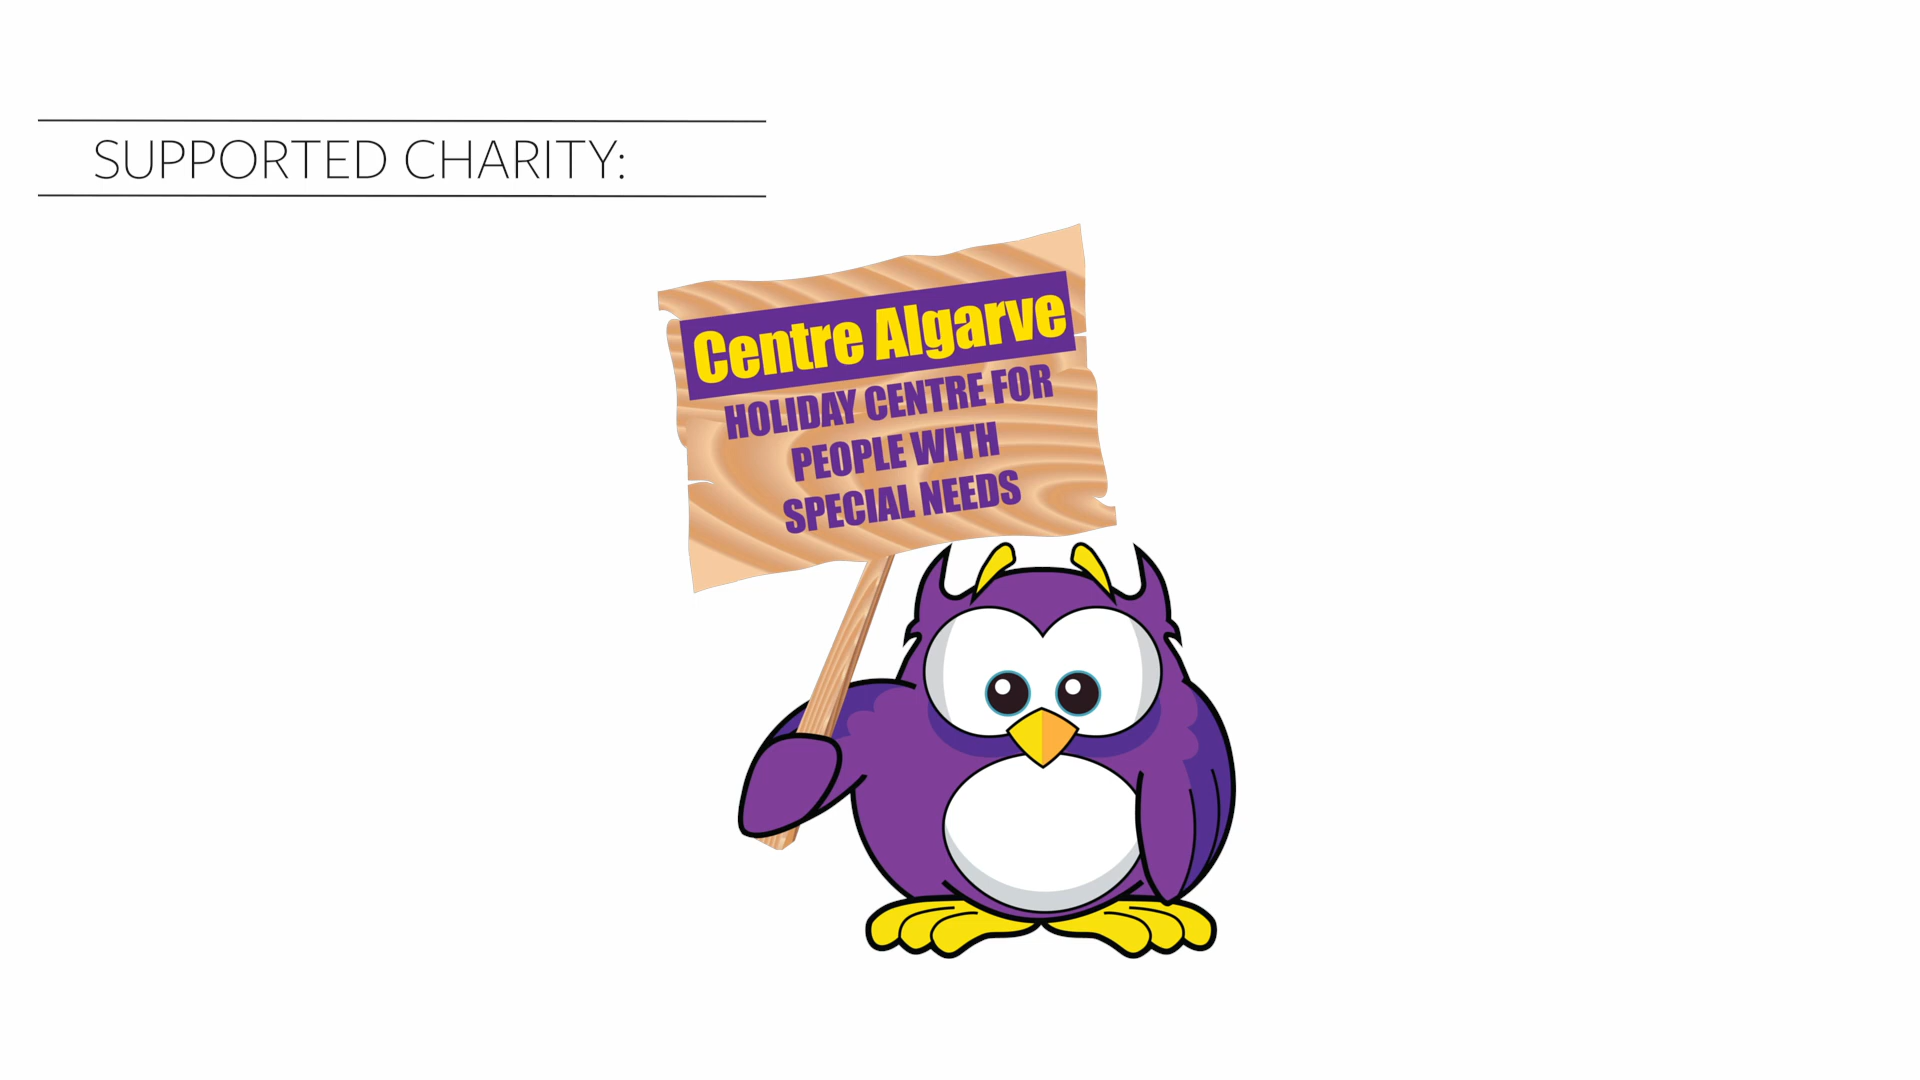 SUPPORTED CHARITY:
Centre Algarve
HOLIDAY CENTRE FOR
PEOPLE WITH
SPECIAL NEEDS